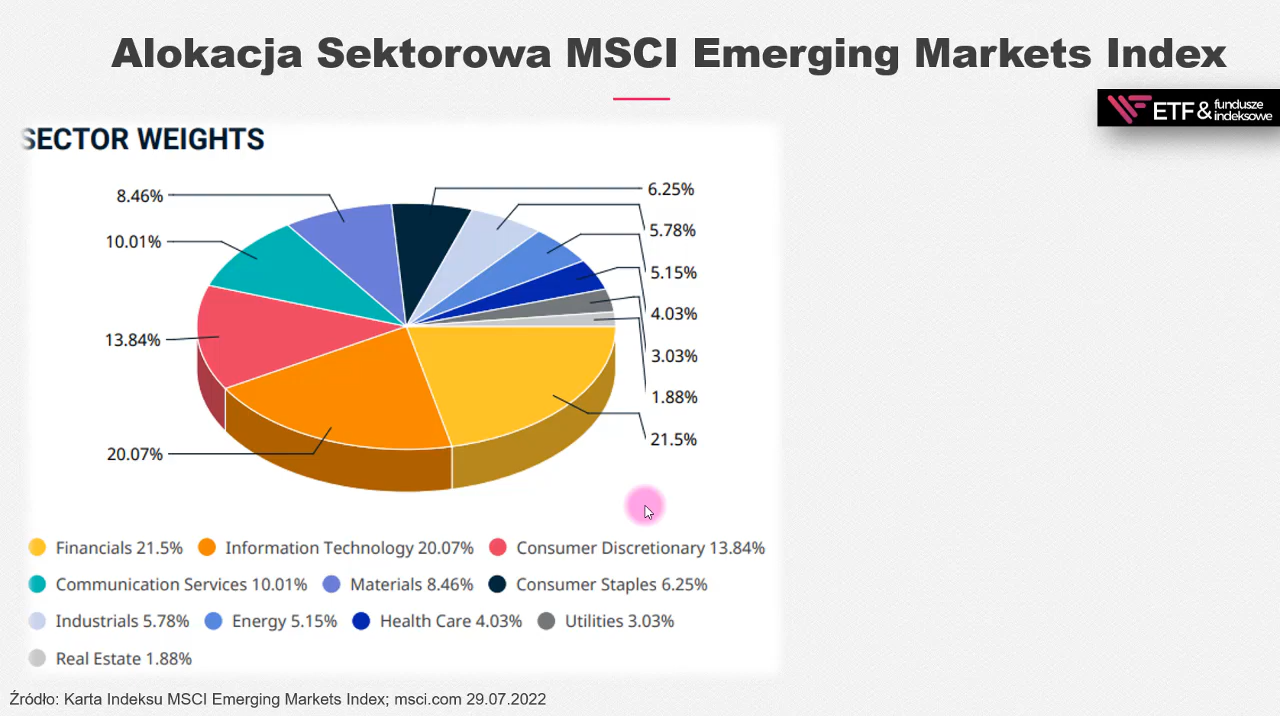 Alokacja Sektorowa MSCI Emerging Markets Index
ETF & fundusze indeksowe
SECTOR WEIGHTS
8.46%
6.25%
10.01%
5.78%
5.15%
4.03%
13.84%
3.03%
1.88%
21.5%
20.07%
Financials 21.5% Information Technology 20.07% Consumer Discretionary 13.84%
Communication Services 10.01% Materials 8.46% Consumer Staples 6.25%
Industrials 5.78% Energy 5.15% Health Care 4.03% Utilities 3.03%
Real Estate 1.88%
Źródło: Karta Indeksu MSCI Emerging Markets Index; msci.com 29.07.2022